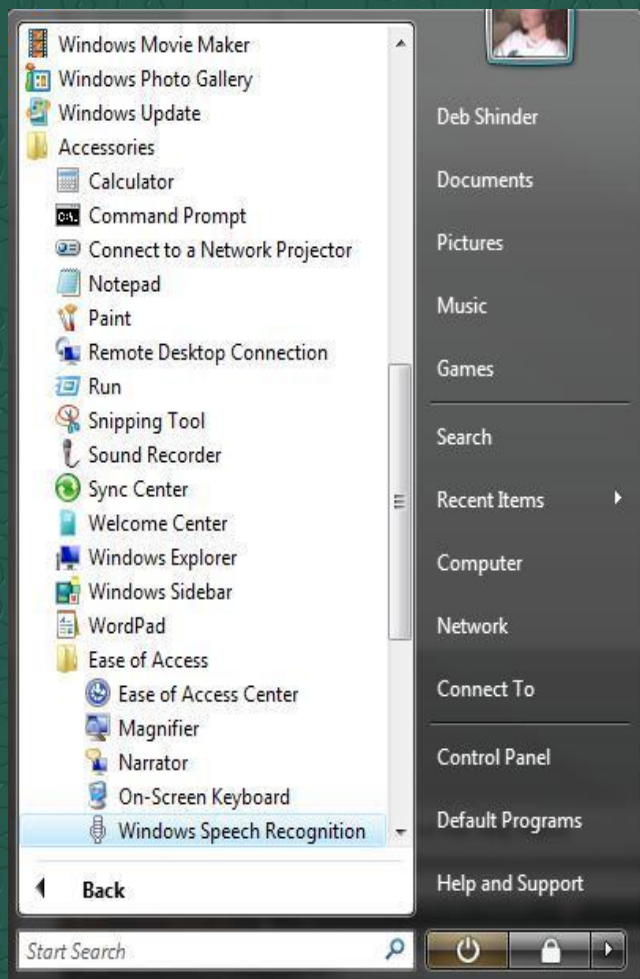 Windows Movie Maker
Windows Photo Gallery
Windows Update
Accessories
Calculator
Command Prompt
Connect to a Network Projector
Notepad
Paint
Remote Desktop Connection
Run
Snipping Tool
Sound Recorder
Sync Center
Welcome Center
Windows Explorer
Windows Sidebar
WordPad
Ease of Access
Ease of Access Center
Magnifier
Narrator
On-Screen Keyboard
Windows Speech Recognition
Back
Start Search
Deb Shinder
Documents
Pictures
Music
Games
Search
Recent Items
Computer
Network
Connect To
Control Panel
Default Programs
Help and Support